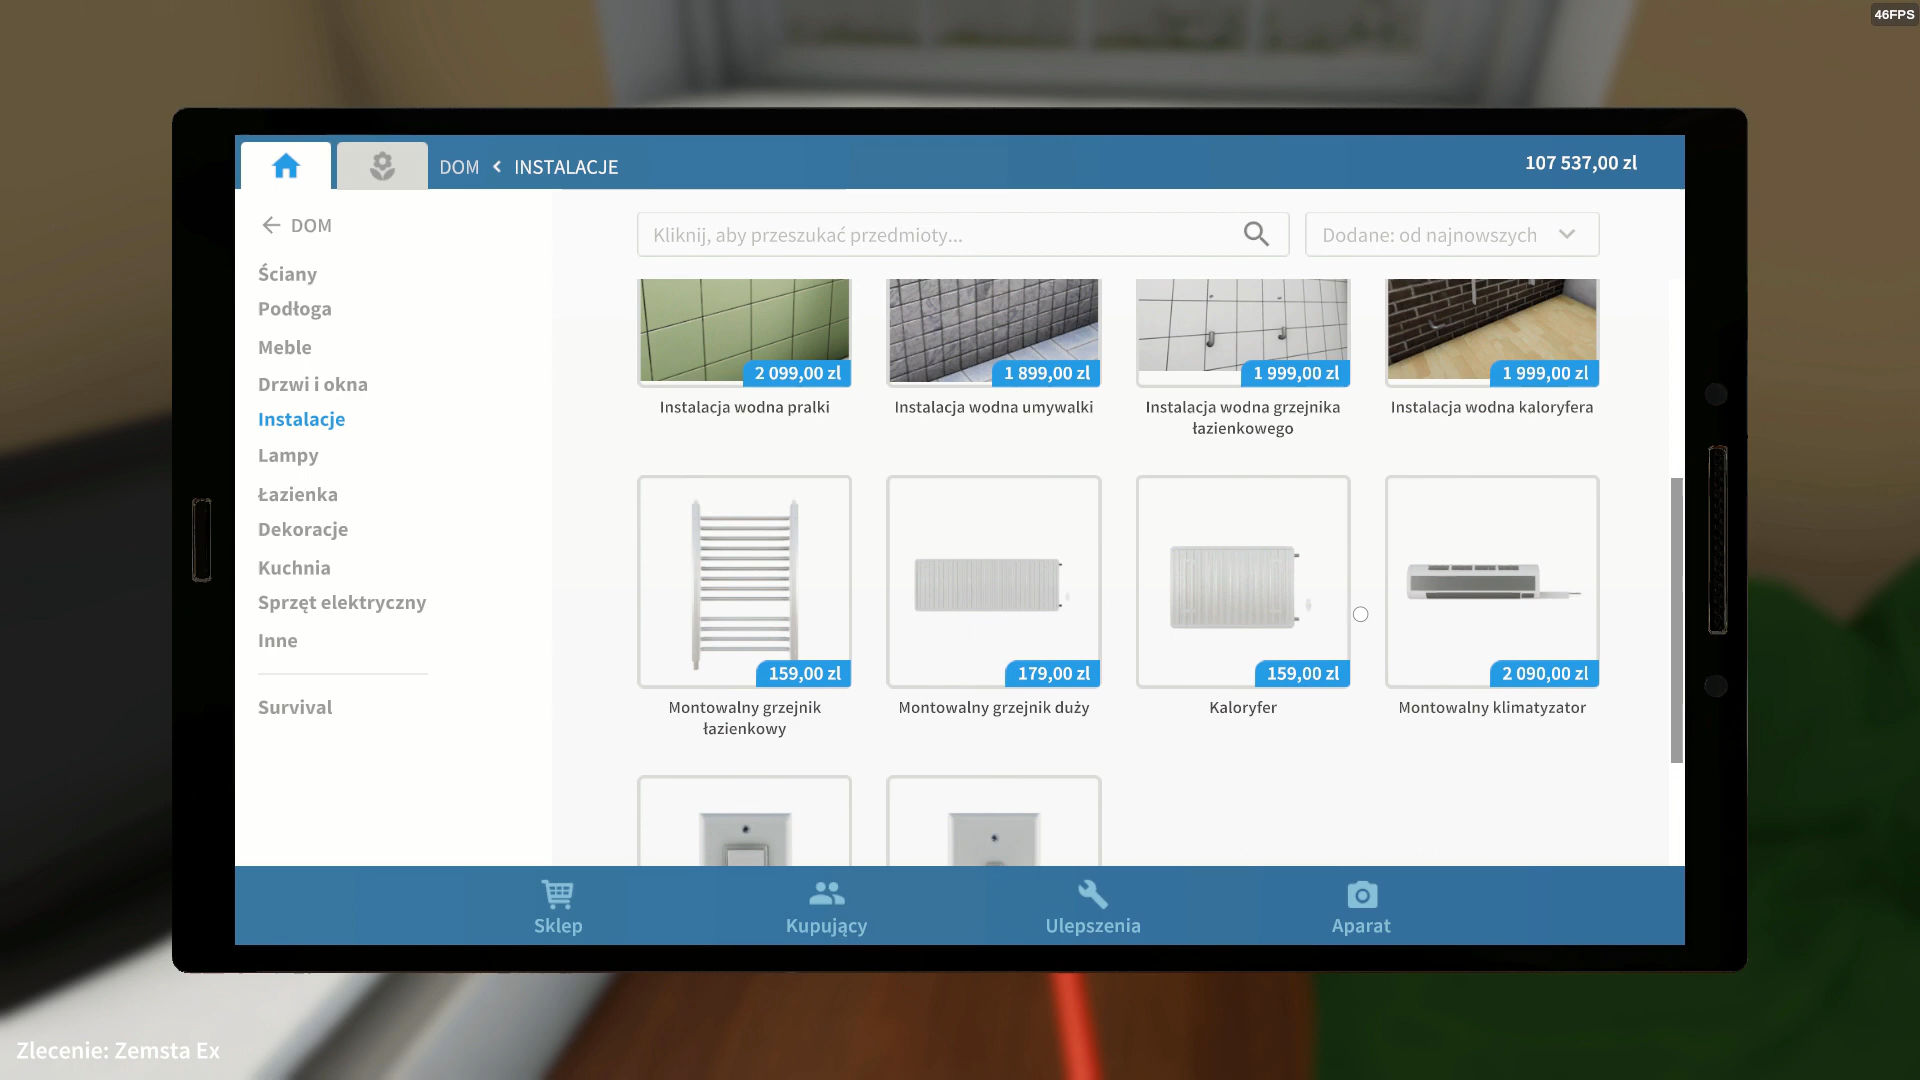 46FPS
DOM < INSTALACJE
107 537,00 zl
← DOM
Kliknij, aby przeszukać przedmioty...
Dodane: od najnowszych
Ściany
Podłoga
Meble
Drzwi i okna
Instalacje
Lampy
Łazienka
Dekoracje
Kuchnia
Sprzęt elektryczny
Inne
Survival
2 099,00 zl
1 899,00 zl
1 999,00 zl
1 999,00 zl
Instalacja wodna pralki
Instalacja wodna umywalki
Instalacja wodna grzejnika
łazienkowego
Instalacja wodna kaloryfera
159,00 zl
179,00 zl
159,00 zl
2 090,00 zl
Montowalny grzejnik
łazienkowy
Montowalny grzejnik duży
Kaloryfer
Montowalny klimatyzator
Sklep
Kupujący
Ulepszenia
Aparat
Zlecenie: Zemsta Ex